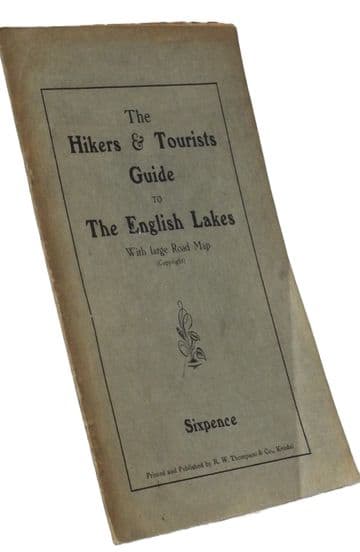 The
Hikers & Tourists
Guide
TO
The English Lakes
With large Road Map
(Copyright)
Sixpence
Printed and Published by R. W. Thompson & Co., Kendal